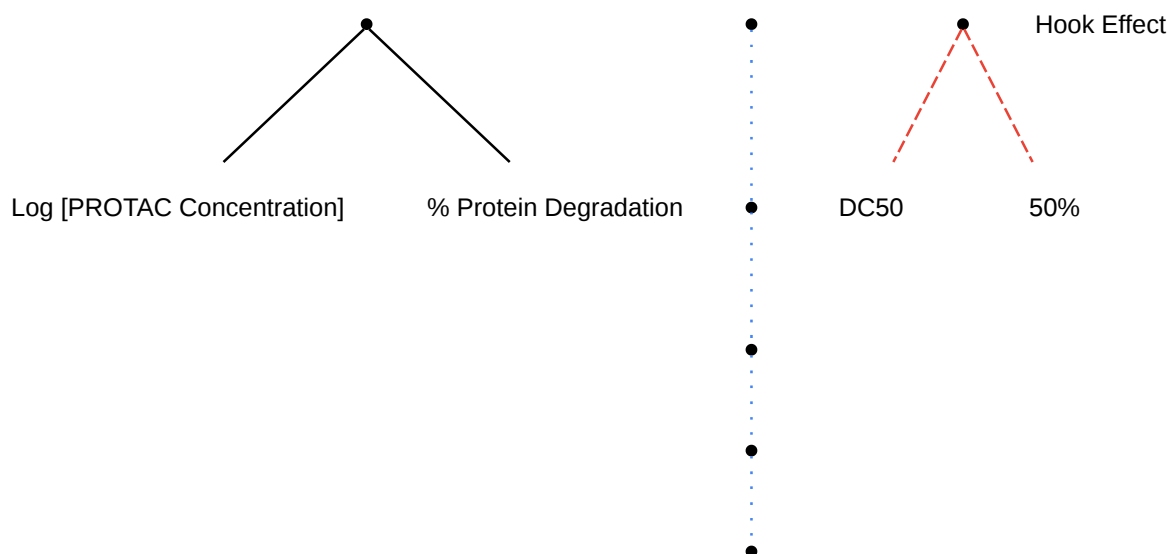 Hook Effect
Log [PROTAC Concentration]
% Protein Degradation
DC50
50%